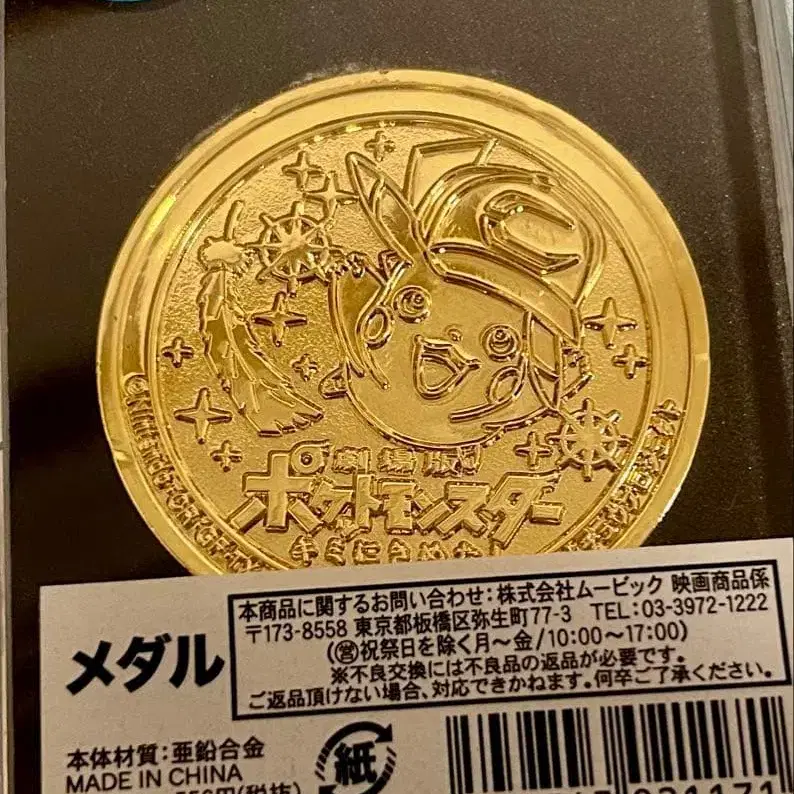 劇場版
ポケットモンスター
キミにきめた!
メダル
本商品に関するお問い合わせ:株式会社ムービック 映画商品係
〒173-8558 東京都板橋区弥生町77-3 TEL:03-3972-1222
(㊠祝祭日を除く月～金/10:00～17:00)
※不良交換には不良品の返品が必要です。
ご返品頂けない場合、対応できかねます。何卒ご了承ください。
本体材質:亜鉛合金
MADE IN CHINA
(税抜)
紙